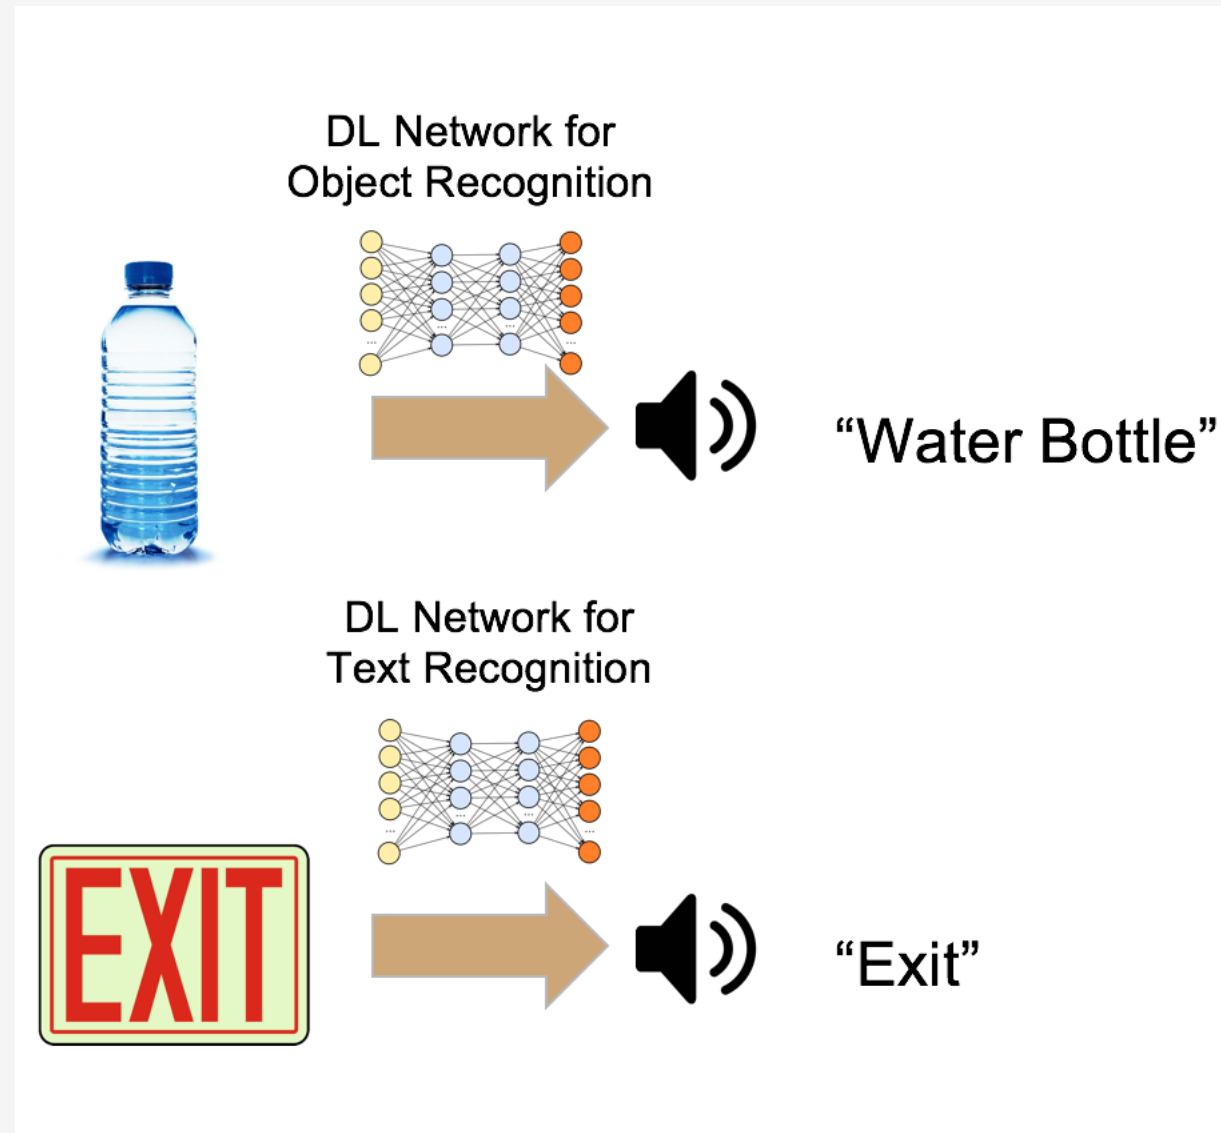 DL Network for
Object Recognition
...
...
...
...
“Water Bottle”
DL Network for
Text Recognition
...
...
...
...
EXIT
“Exit”